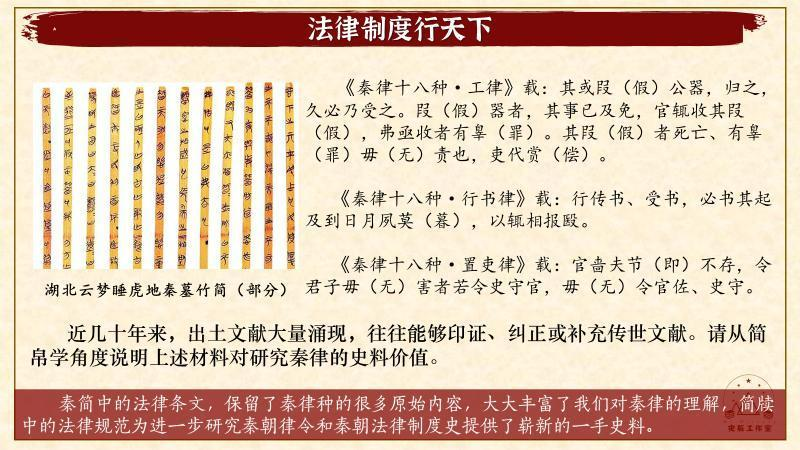 法律制度行天下
《秦律十八种·工律》载：其或叚（假）公器，归之，
久必乃受之。叚（假）器者，其事已及免，官辄收其叚
（假），弗亟收者有辠（罪）。其叚（假）者死亡、有辠
（罪）毋（无）责也，吏代赏（偿）。
《秦律十八种·行书律》载：行传书、受书，必书其起
及到日月夙莫（暮），以辄相报殹。
《秦律十八种·置吏律》载：官啬夫节（即）不存，令
君子毋（无）害者若令史守官，毋（无）令官佐、史守。
湖北云梦睡虎地秦墓竹简（部分）
近几十年来，出土文献大量涌现，往往能够印证、纠正或补充传世文献。请从简
帛学角度说明上述材料对研究秦律的史料价值。
秦简中的法律条文，保留了秦律种的很多原始内容，大大丰富了我们对秦律的理解，简牍
中的法律规范为进一步研究秦朝律令和秦朝法律制度史提供了崭新的一手史料。